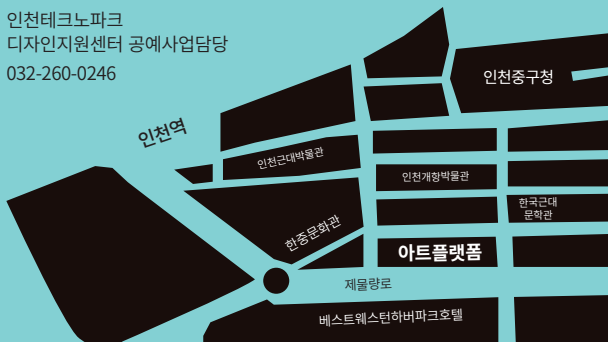 인천테크노파크
디자인지원센터 공예사업담당
032-260-0246
인천중구청
인천역
인천근대박물관
인천개항박물관
한국근대
문학관
한중문화관
아트플랫폼
제물량로
베스트웨스턴하버파크호텔